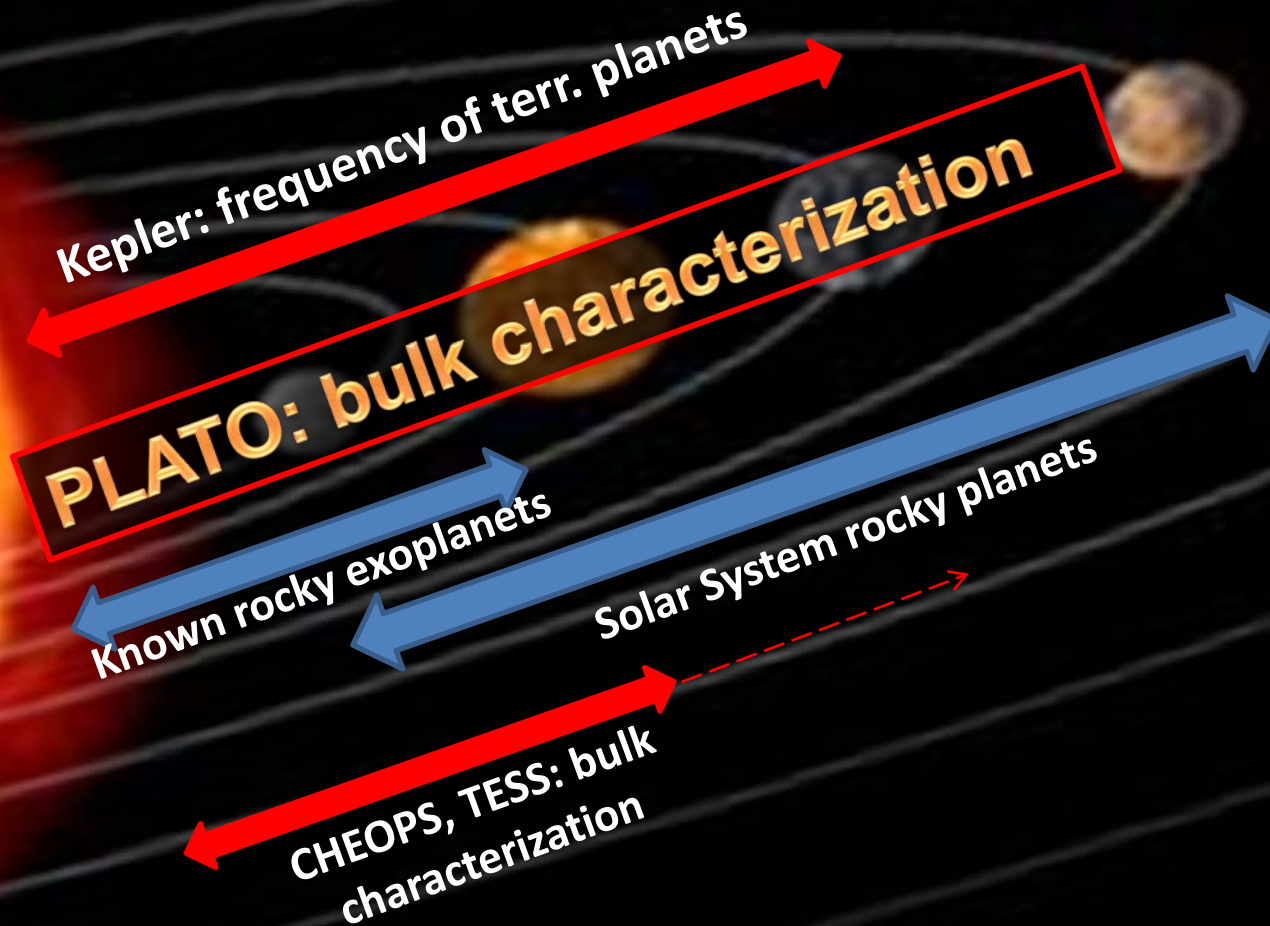 Kepler: frequency of terr. planets
PLATO: bulk characterization
Known rocky exoplanets
Solar System rocky planets
CHEOPS, TESS: bulk
characterization